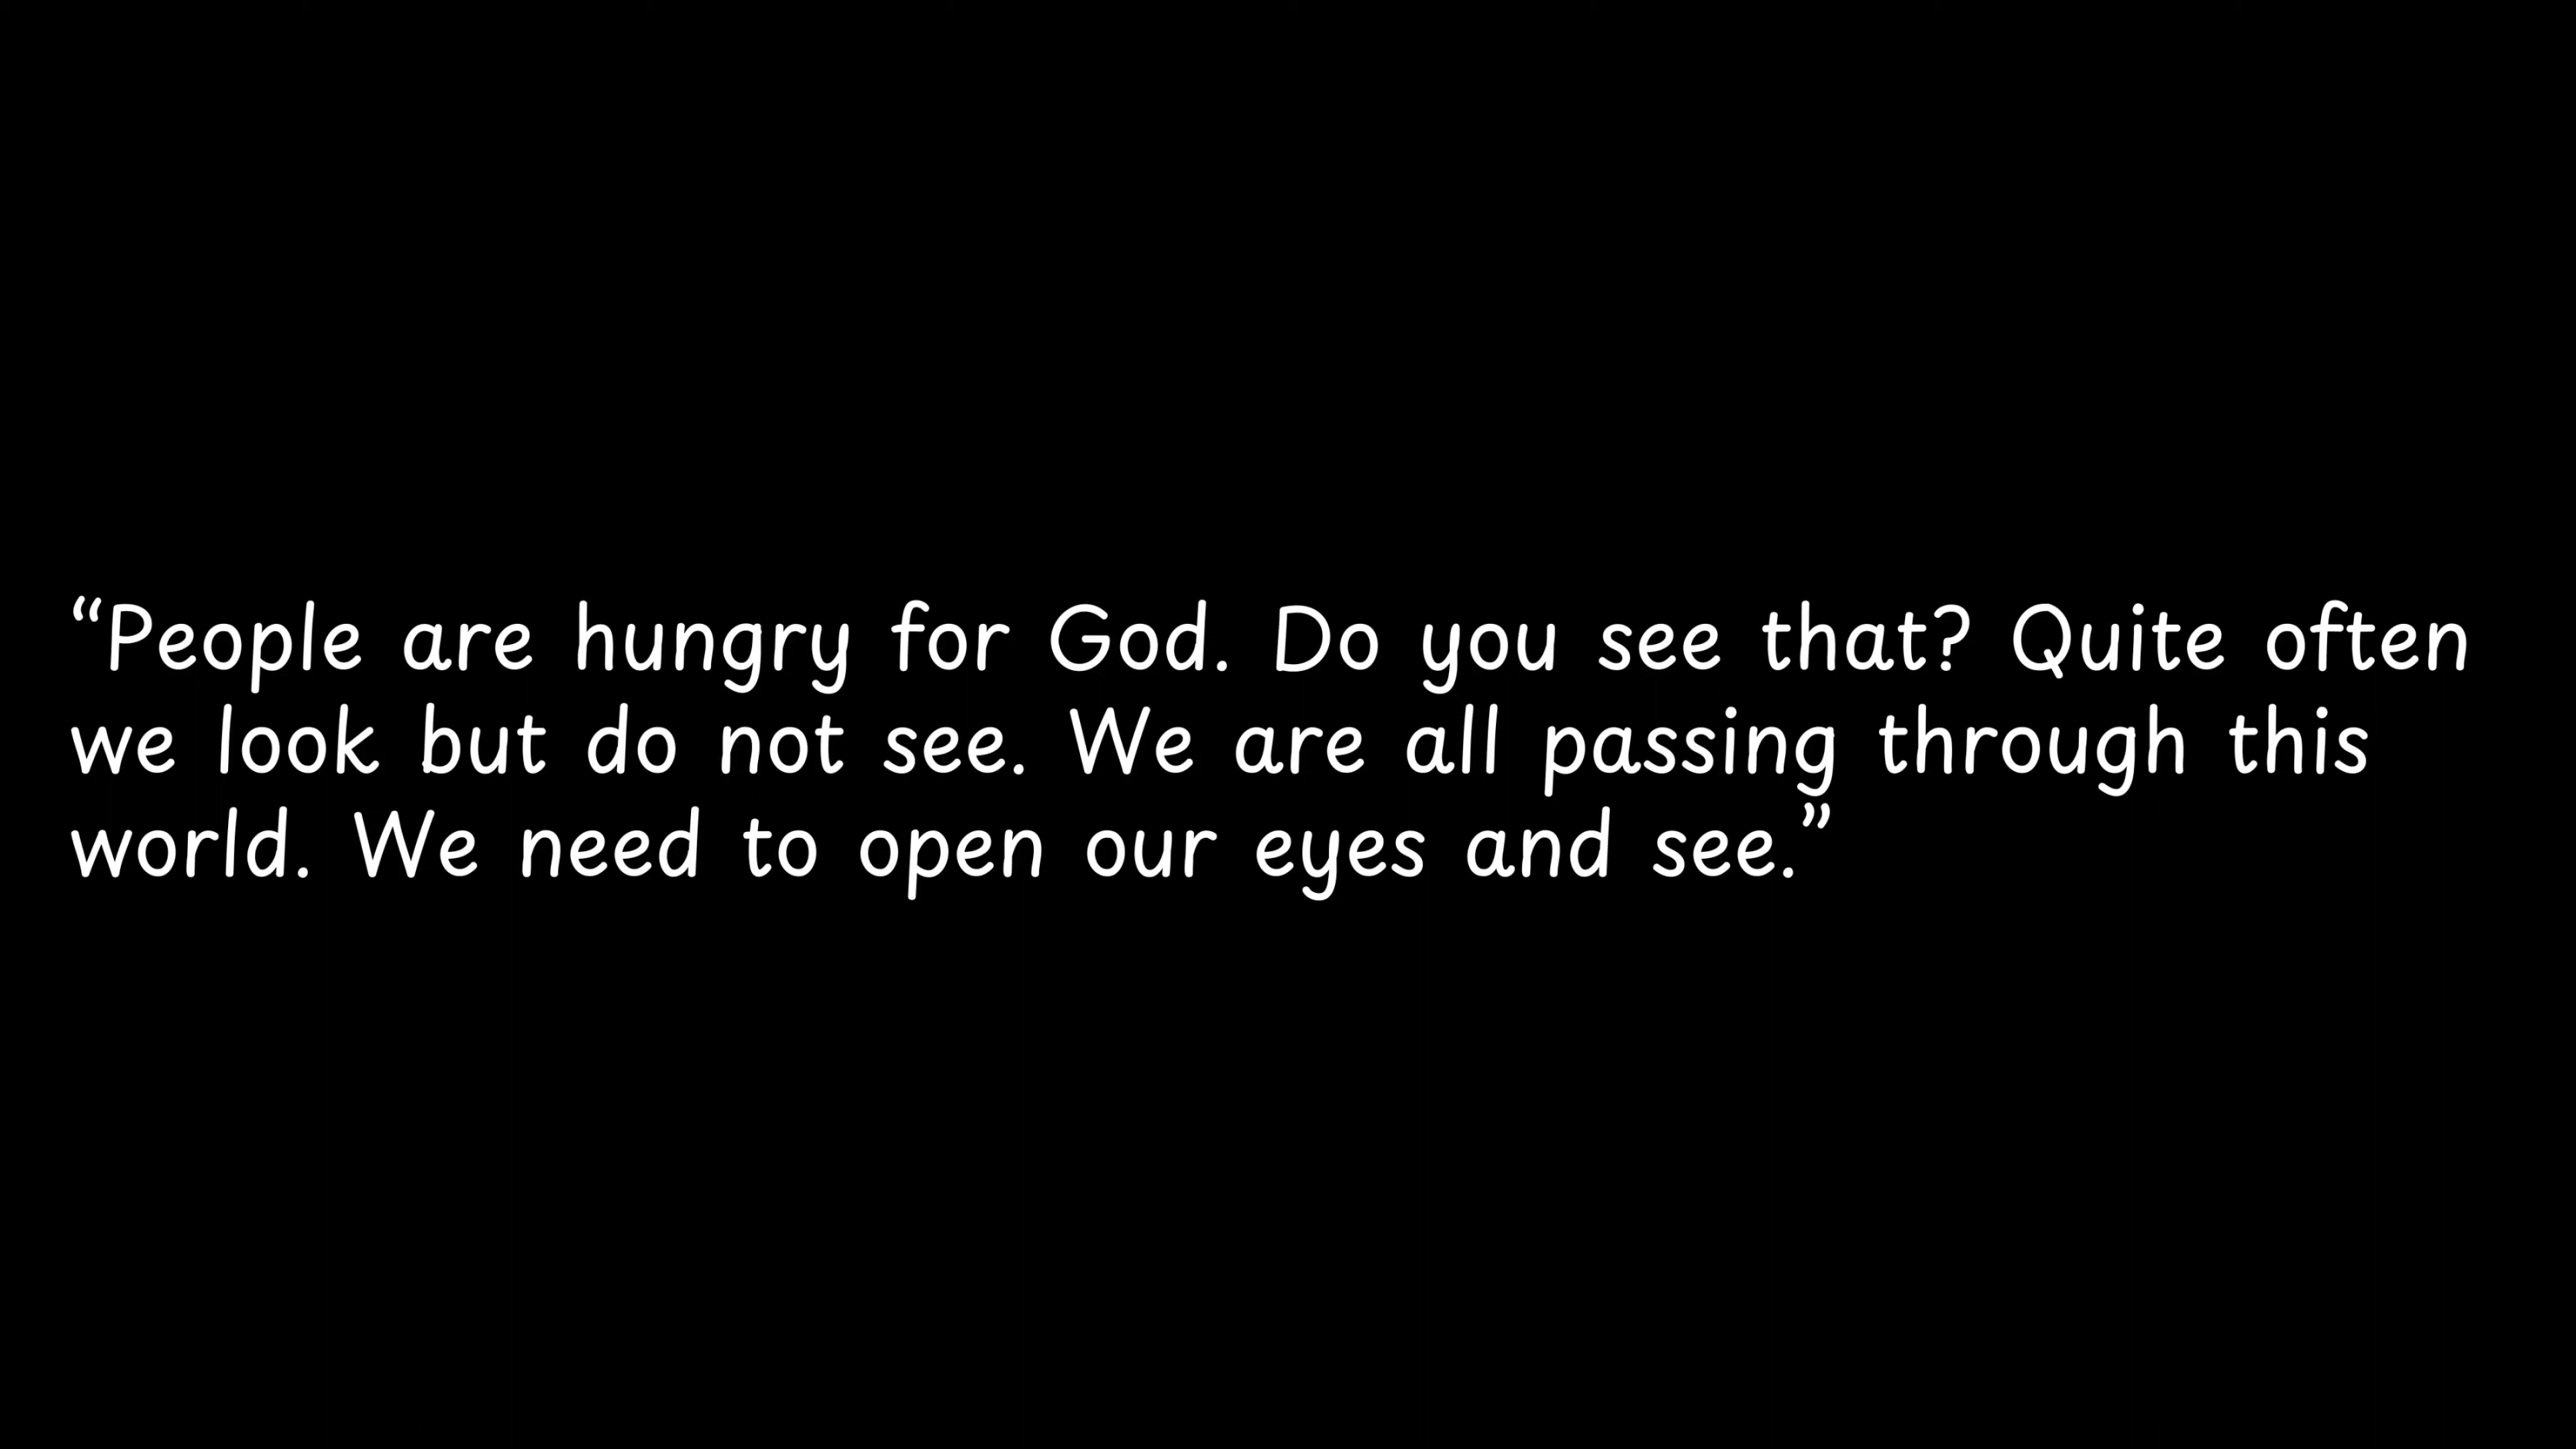 “People are hungry for God. Do you see that? Quite often
we look but do not see. We are all passing through this
world. We need to open our eyes and see.”